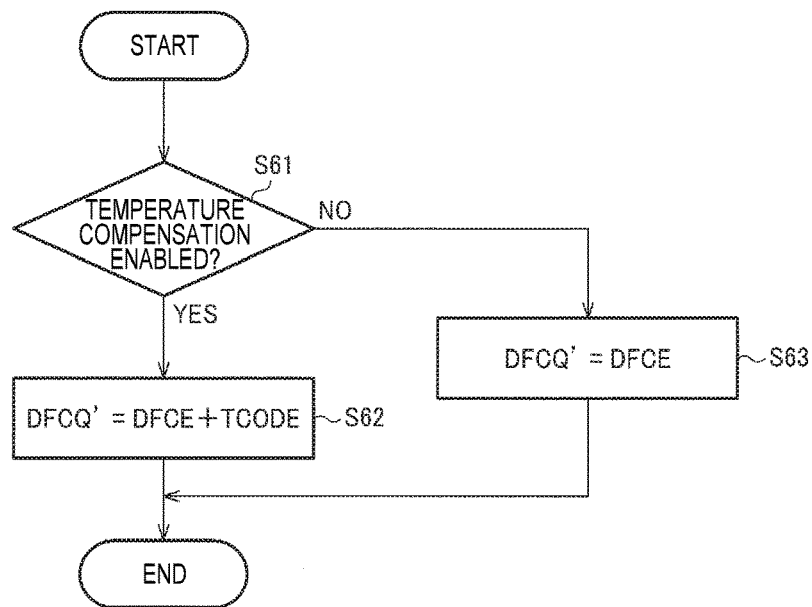 START
S61
TEMPERATURE
COMPENSATION
ENABLED?
NO
YES
DFCQ' = DFCE
S63
DFCQ' = DFCE+TCODE
S62
END